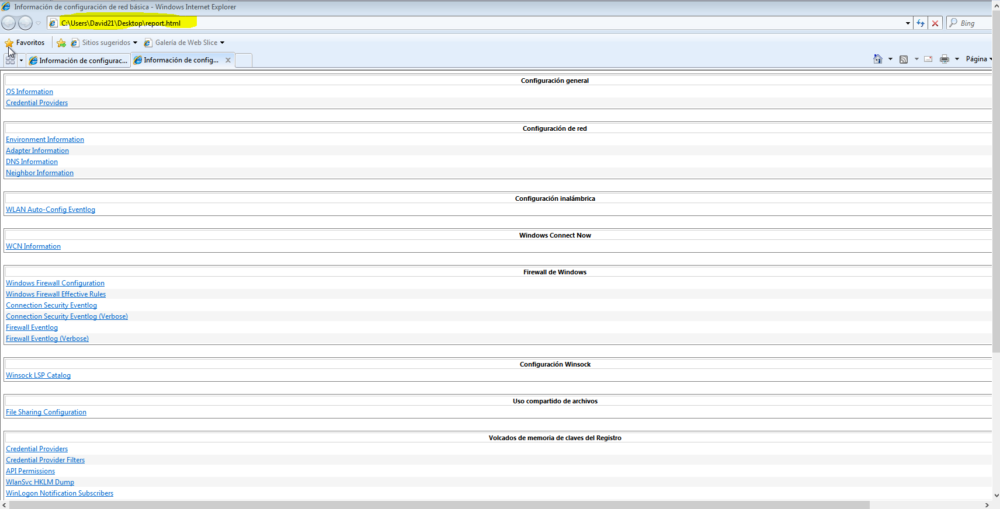 Información de configuración de red básica - Windows Internet Explorer
C:\Users\David21\Desktop\report.html
Bing
Favoritos
Sitios sugeridos
Galería de Web Slice
Información de configurac...
Información de config...
Página
Configuración general
OS Information
Credential Providers
Configuración de red
Environment Information
Adapter Information
DNS Information
Neighbor Information
Configuración inalámbrica
WLAN Auto-Config Eventlog
Windows Connect Now
WCN Information
Firewall de Windows
Windows Firewall Configuration
Windows Firewall Effective Rules
Connection Security Eventlog
Connection Security Eventlog (Verbose)
Firewall Eventlog
Firewall Eventlog (Verbose)
Configuración Winsock
Winsock LSP Catalog
Uso compartido de archivos
File Sharing Configuration
Volcados de memoria de claves del Registro
Credential Providers
Credential Provider Filters
API Permissions
WlanSvc HKLM Dump
WinLogon Notification Subscribers